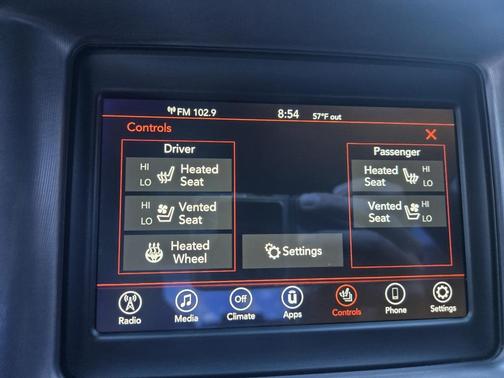 FM 102.9 8:54 57°F out
Controls X
Driver
HI
LO
Heated
Seat
HI
LO
Vented
Seat
Heated
Wheel
Settings
Passenger
Heated
Seat
HI
LO
Vented
Seat
HI
LO
Radio
Media
Off
Climate
Apps
Controls
Phone
Settings